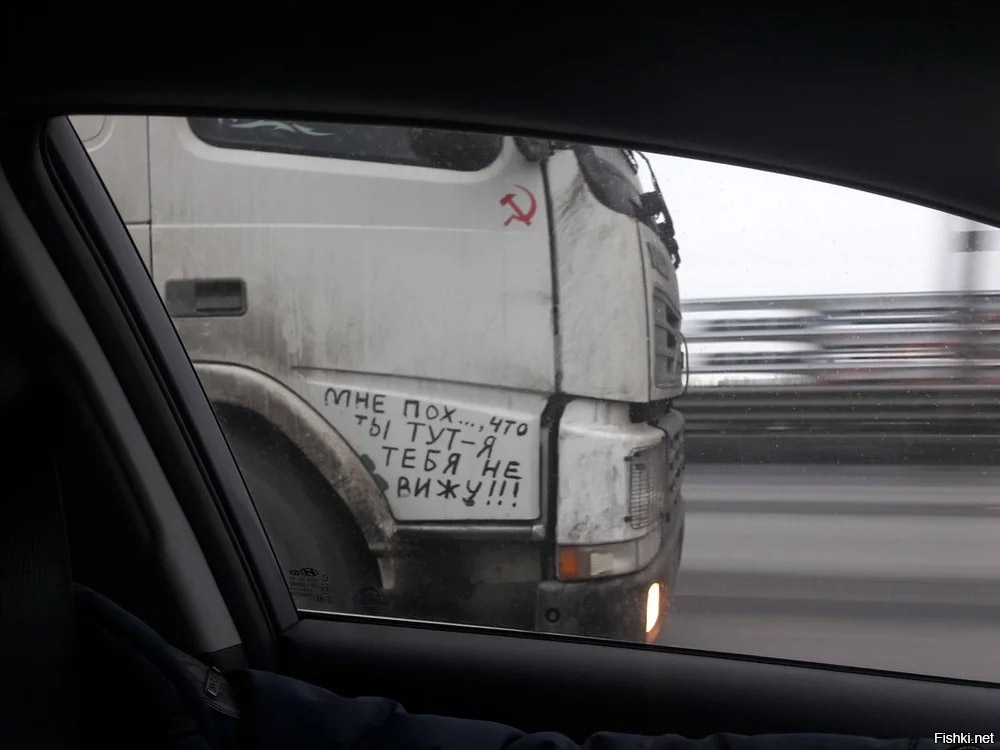 МНЕ ПОХ..., ЧТО
ТЫ ТУТ-Я
ТЕБЯ НЕ
ВИЖУ!!!
Fishki.net